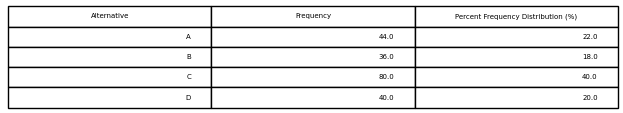 Alternative Frequency Percent Frequency Distribution (%)
A 44.0 22.0
B 36.0 18.0
C 80.0 40.0
D 40.0 20.0